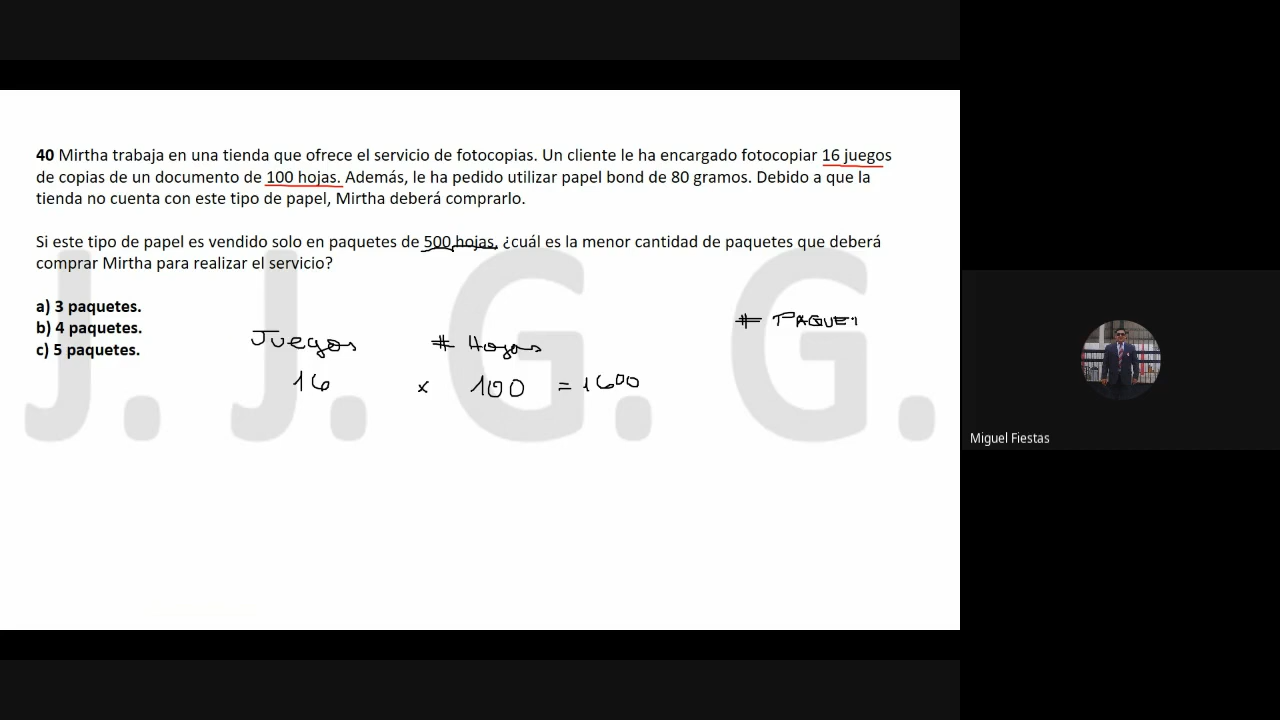 40 Mirtha trabaja en una tienda que ofrece el servicio de fotocopias. Un cliente le ha encargado fotocopiar 16 juegos
de copias de un documento de 100 hojas. Además, le ha pedido utilizar papel bond de 80 gramos. Debido a que la
tienda no cuenta con este tipo de papel, Mirtha deberá comprarlo.
Si este tipo de papel es vendido solo en paquetes de 500 hojas, ¿cuál es la menor cantidad de paquetes que deberá
comprar Mirtha para realizar el servicio?
a) 3 paquetes.
b) 4 paquetes.
c) 5 paquetes.
Juegos # Hojas # PAQUET
16 x 100 = 1600
J. J. G. G.
Miguel Fiestas